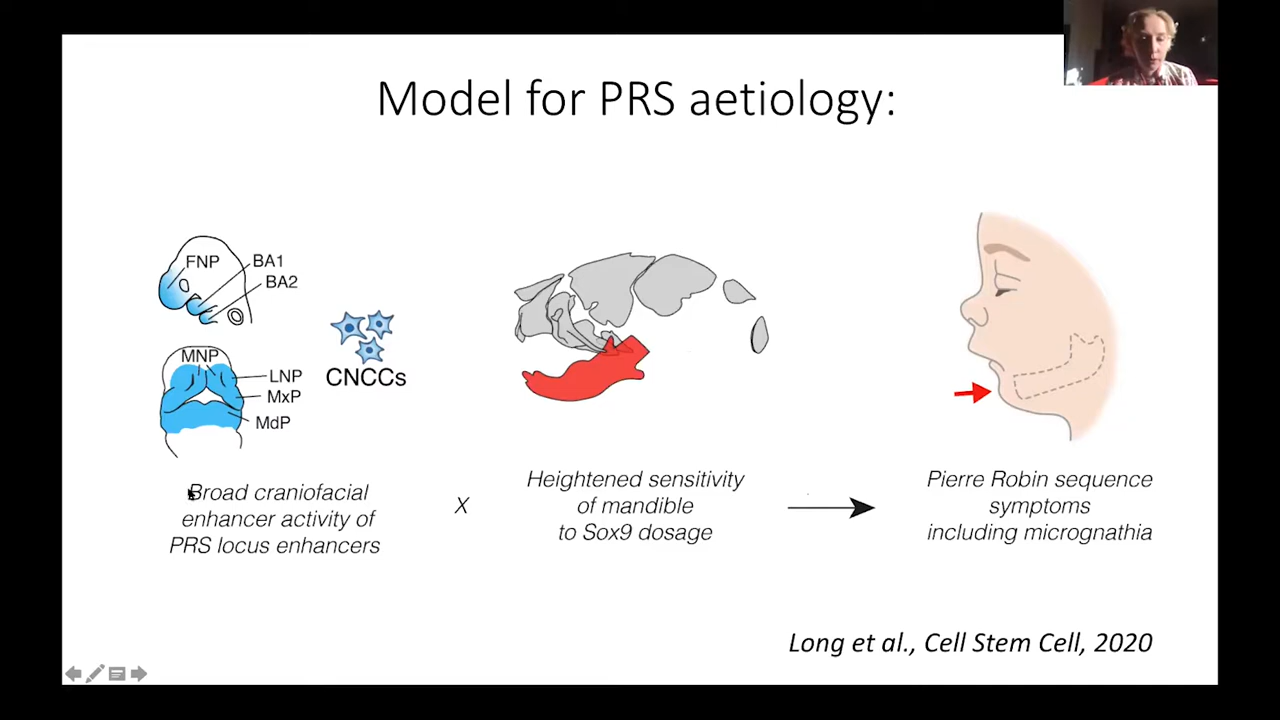 Model for PRS aetiology:
FNP
BA1
BA2
MNP
LNP
MxP
MdP
CNCCs
Broad craniofacial
enhancer activity of
PRS locus enhancers
X
Heightened sensitivity
of mandible
to Sox9 dosage
Pierre Robin sequence
symptoms
including micrognathia
Long et al., Cell Stem Cell, 2020